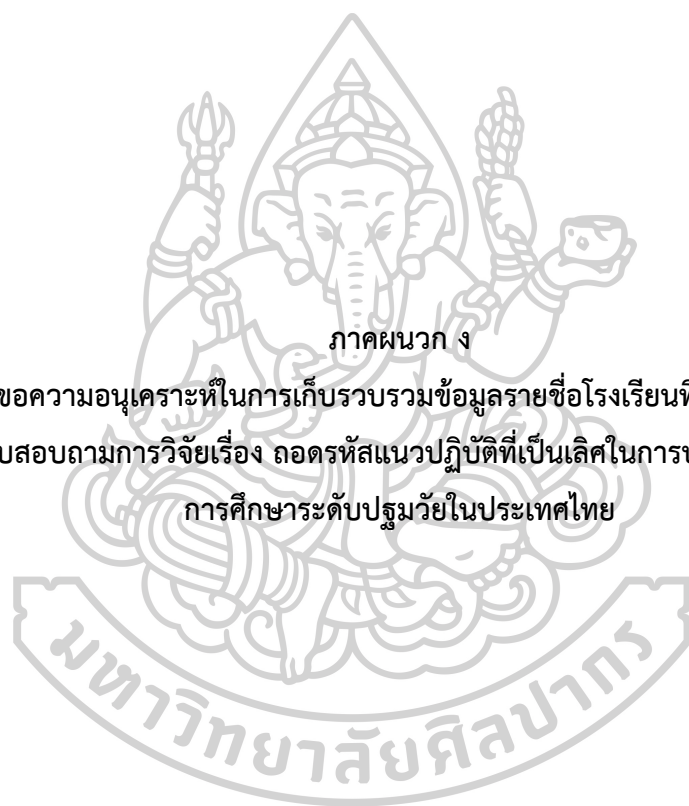 ภาคผนวก ง
ขอความอนุเคราะห์ในการเก็บรวบรวมข้อมูลรายชื่อโรงเรียนที
บสอบถามการวิจัยเรื่อง ถอดรหัสแนวปฏิบัติที่เป็นเลิศในการบ
การศึกษาระดับปฐมวัยในประเทศไทย
มหาวิทยาลัยศิลปากร